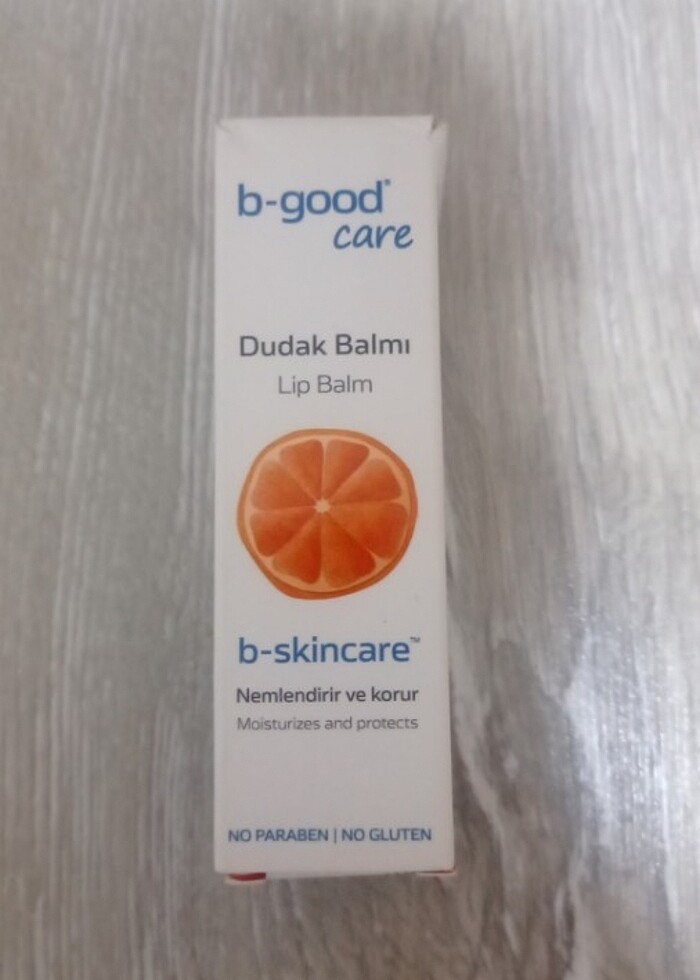 b-good®
care
Dudak Balmı
Lip Balm
b-skincare™
Nemlendirir ve korur
Moisturizes and protects
NO PARABEN | NO GLUTEN